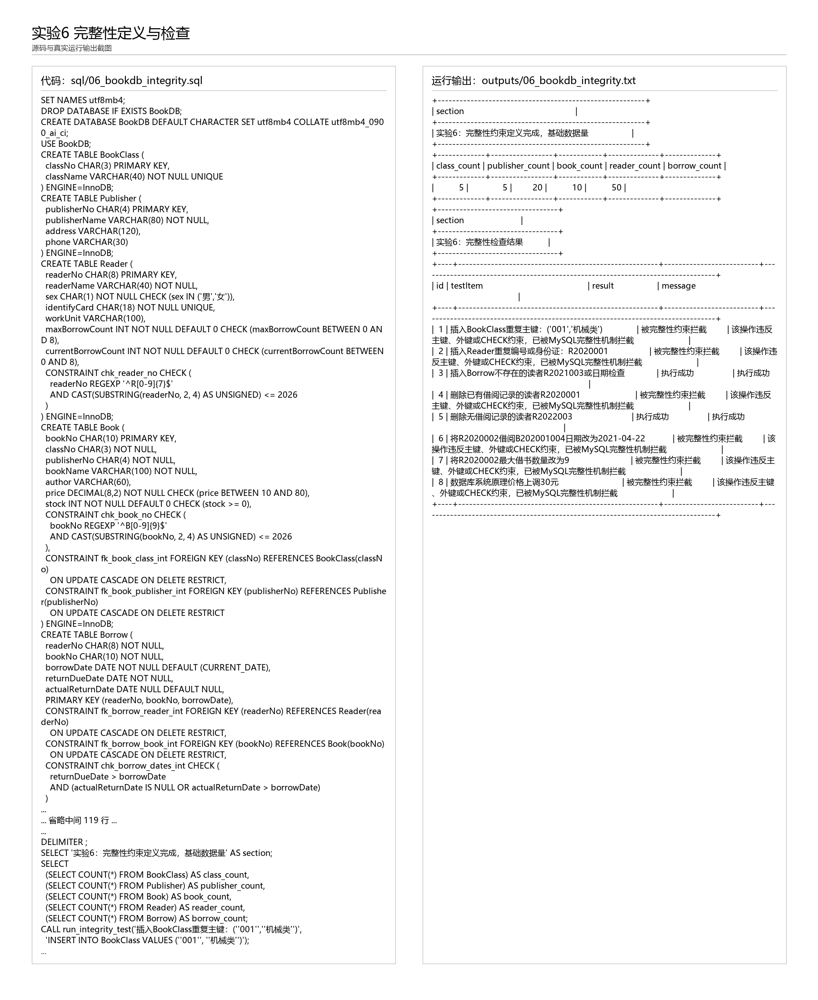 实验6 完整性定义与检查
源码与真实运行输出截图
代码：sql/06_bookdb_integrity.sql
SET NAMES utf8mb4;
DROP DATABASE IF EXISTS BookDB;
CREATE DATABASE BookDB DEFAULT CHARACTER SET utf8mb4 COLLATE utf8mb4_090
0_ai_ci;
USE BookDB;
CREATE TABLE BookClass (
  classNo CHAR(3) PRIMARY KEY,
  className VARCHAR(40) NOT NULL UNIQUE
) ENGINE=InnoDB;
CREATE TABLE Publisher (
  publisherNo CHAR(4) PRIMARY KEY,
  publisherName VARCHAR(80) NOT NULL,
  address VARCHAR(120),
  phone VARCHAR(30)
) ENGINE=InnoDB;
CREATE TABLE Reader (
  readerNo CHAR(8) PRIMARY KEY,
  readerName VARCHAR(40) NOT NULL,
  sex CHAR(1) NOT NULL CHECK (sex IN ('男','女')),
  identifyCard CHAR(18) NOT NULL UNIQUE,
  workUnit VARCHAR(100),
  maxBorrowCount INT NOT NULL DEFAULT 0 CHECK (maxBorrowCount BETWEEN 0 AN
D 8),
  currentBorrowCount INT NOT NULL DEFAULT 0 CHECK (currentBorrowCount BETWEEN
0 AND 8),
  CONSTRAINT chk_reader_no CHECK (
    readerNo REGEXP '^R[0-9]{7}$'
    AND CAST(SUBSTRING(readerNo, 2, 4) AS UNSIGNED) <= 2026
  )
) ENGINE=InnoDB;
CREATE TABLE Book (
  bookNo CHAR(10) PRIMARY KEY,
  classNo CHAR(3) NOT NULL,
  publisherNo CHAR(4) NOT NULL,
  bookName VARCHAR(100) NOT NULL,
  author VARCHAR(60),
  price DECIMAL(8,2) NOT NULL CHECK (price BETWEEN 10 AND 80),
  stock INT NOT NULL DEFAULT 0 CHECK (stock >= 0),
  CONSTRAINT chk_book_no CHECK (
    bookNo REGEXP '^B[0-9]{9}$'
    AND CAST(SUBSTRING(bookNo, 2, 4) AS UNSIGNED) <= 2026
  ),
  CONSTRAINT fk_book_class_int FOREIGN KEY (classNo) REFERENCES BookClass(classN
o)
    ON UPDATE CASCADE ON DELETE RESTRICT,
  CONSTRAINT fk_book_publisher_int FOREIGN KEY (publisherNo) REFERENCES Publishe
r(publisherNo)
    ON UPDATE CASCADE ON DELETE RESTRICT
) ENGINE=InnoDB;
CREATE TABLE Borrow (
  readerNo CHAR(8) NOT NULL,
  bookNo CHAR(10) NOT NULL,
  borrowDate DATE NOT NULL DEFAULT (CURRENT_DATE),
  returnDueDate DATE NOT NULL,
  actualReturnDate DATE NULL DEFAULT NULL,
  PRIMARY KEY (readerNo, bookNo, borrowDate),
  CONSTRAINT fk_borrow_reader_int FOREIGN KEY (readerNo) REFERENCES Reader(rea
derNo)
    ON UPDATE CASCADE ON DELETE RESTRICT,
  CONSTRAINT fk_borrow_book_int FOREIGN KEY (bookNo) REFERENCES Book(bookNo)
    ON UPDATE CASCADE ON DELETE RESTRICT,
  CONSTRAINT chk_borrow_dates_int CHECK (
    returnDueDate > borrowDate
    AND (actualReturnDate IS NULL OR actualReturnDate > borrowDate)
  )
...
... 省略中间 119 行 ...
...
DELIMITER ;
SELECT '实验6：完整性约束定义完成，基础数据量' AS section;
SELECT
  (SELECT COUNT(*) FROM BookClass) AS class_count,
  (SELECT COUNT(*) FROM Publisher) AS publisher_count,
  (SELECT COUNT(*) FROM Book) AS book_count,
  (SELECT COUNT(*) FROM Reader) AS reader_count,
  (SELECT COUNT(*) FROM Borrow) AS borrow_count;
CALL run_integrity_test('插入BookClass重复主键：(''001'',''机械类'')',
  'INSERT INTO BookClass VALUES (''001'', ''机械类'')');
...
运行输出：outputs/06_bookdb_integrity.txt
+---------------------------------------------------------+
| section |
+---------------------------------------------------------+
| 实验6：完整性约束定义完成，基础数据量 |
+---------------------------------------------------------+
+-------------+-----------------+------------+--------------+--------------+
| class_count | publisher_count | book_count | reader_count | borrow_count |
+-------------+-----------------+------------+--------------+--------------+
| 5 | 5 | 20 | 10 | 50 |
+-------------+-----------------+------------+--------------+--------------+
+---------------------------------+
| section |
+---------------------------------+
| 实验6：完整性检查结果 |
+---------------------------------+
+----+-------------------------------------------------------+--------------------------+---
------------------------------------------------------------------------------+
| id | testItem | result | message
|
+----+-------------------------------------------------------+--------------------------+---
------------------------------------------------------------------------------+
| 1 | 插入BookClass重复主键：('001','机械类') | 被完整性约束拦截 | 该操作违反
主键、外键或CHECK约束，已被MySQL完整性机制拦截 |
| 2 | 插入Reader重复编号或身份证：R2020001 | 被完整性约束拦截 | 该操作违
反主键、外键或CHECK约束，已被MySQL完整性机制拦截 |
| 3 | 插入Borrow不存在的读者R2021003或日期检查 | 执行成功 | 执行成功
|
| 4 | 删除已有借阅记录的读者R2020001 | 被完整性约束拦截 | 该操作违反
主键、外键或CHECK约束，已被MySQL完整性机制拦截 |
| 5 | 删除无借阅记录的读者R2022003 | 执行成功 | 执行成功
|
| 6 | 将R2020002借阅B202001004日期改为2021-04-22 | 被完整性约束拦截 | 该
操作违反主键、外键或CHECK约束，已被MySQL完整性机制拦截 |
| 7 | 将R2020002最大借书数量改为9 | 被完整性约束拦截 | 该操作违反主
键、外键或CHECK约束，已被MySQL完整性机制拦截 |
| 8 | 数据库系统原理价格上调30元 | 被完整性约束拦截 | 该操作违反主键
、外键或CHECK约束，已被MySQL完整性机制拦截 |
+----+-------------------------------------------------------+--------------------------+---
------------------------------------------------------------------------------+